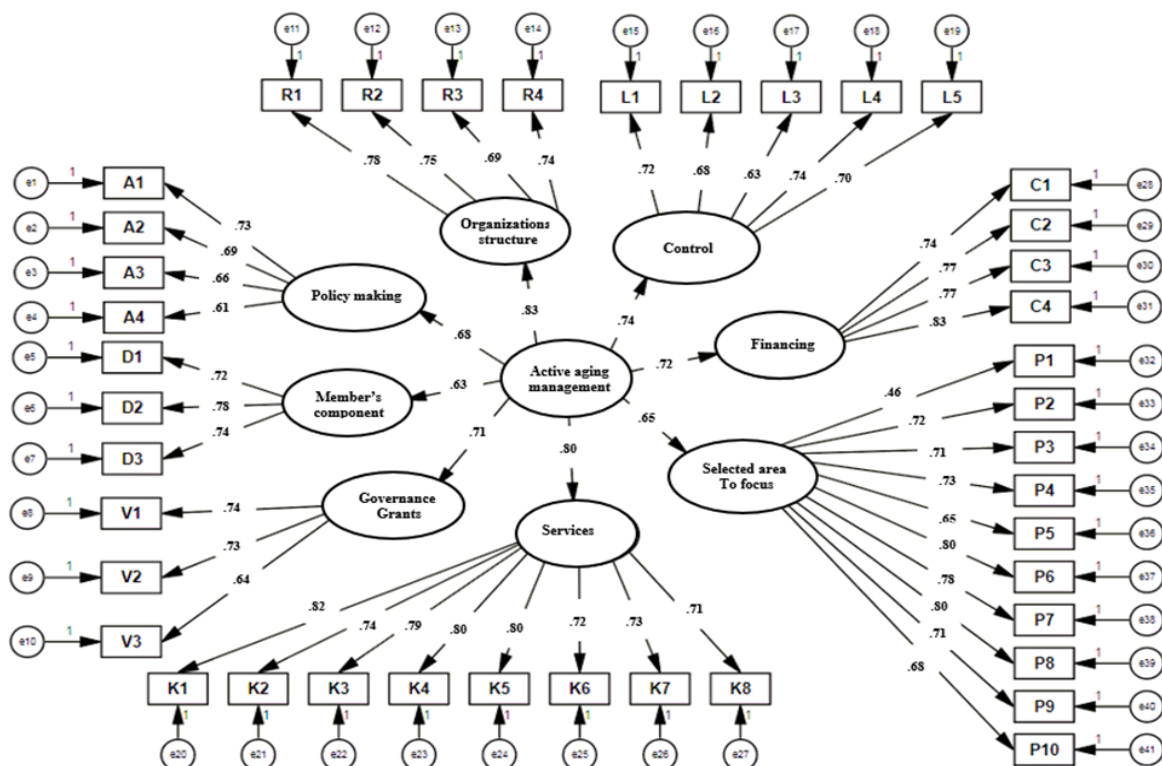 e11 e12 e13 e14 e15 e16 e17 e18 e19
1 1 1 1 1 1 1 1 1
R1 R2 R3 R4 L1 L2 L3 L4 L5
.78 .75 .69 .74 .72 .68 .63 .74 .70
e1 1 A1
e2 1 A2
e3 1 A3
e4 1 A4
e5 1 D1
e6 1 D2
e7 1 D3
e8 1 V1
e9 1 V2
e10 1 V3
.73
.69
.66
.61
.72
.78
.74
.74
.73
.64
Organizations
structure
Control
Policy making
Financing
Member's
component
Active aging
management
Governance
Grants
Services
Selected area
To focus
.83
.74
.68
.72
.63
.65
.71
.80
C1 1 e28
C2 1 e29
C3 1 e30
C4 1 e31
P1 1 e32
P2 1 e33
P3 1 e34
P4 1 e35
P5 1 e36
P6 1 e37
P7 1 e38
P8 1 e39
P9 1 e40
P10 1 e41
.74
.77
.77
.83
.46
.72
.71
.73
.65
.80
.78
.80
.71
.68
.82 .74 .79 .80 .80 .72 .73 .71
K1 K2 K3 K4 K5 K6 K7 K8
1 1 1 1 1 1 1 1
e20 e21 e22 e23 e24 e25 e26 e27